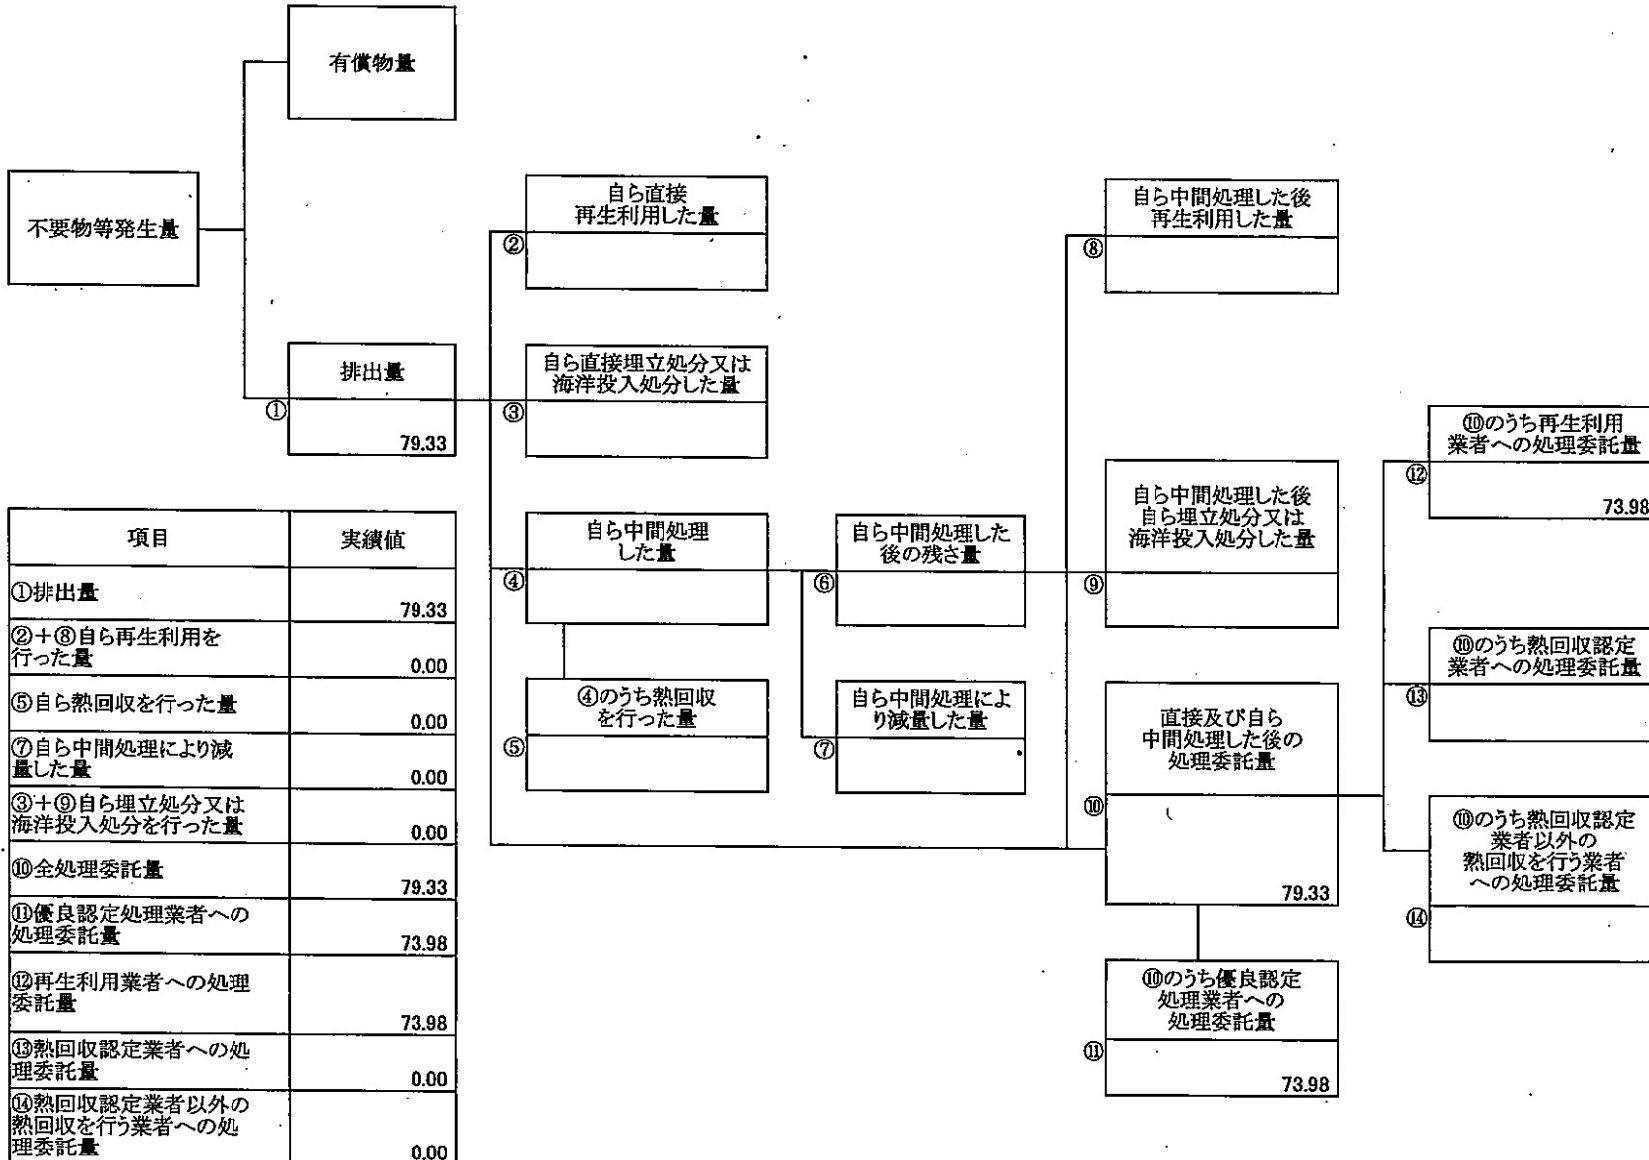 有償物量
不要物等発生量
排出量
①
79.33
自ら直接
再生利用した量
②
自ら直接埋立処分又は
海洋投入処分した量
③
自ら中間処理
した量
④
④のうち熱回収
を行った量
⑤
自ら中間処理した
後の残さ量
⑥
自ら中間処理によ
り減量した量
⑦
自ら中間処理した後
再生利用した量
⑧
自ら中間処理した後
自ら埋立処分又は
海洋投入処分した量
⑨
直接及び自ら
中間処理した後の
処理委託量
⑩
79.33
⑩のうち優良認定
処理業者への
処理委託量
⑪
73.98
⑩のうち再生利用
業者への処理委託量
⑫
73.98
⑩のうち熱回収認定
業者への処理委託量
⑬
⑩のうち熱回収認定
業者以外の
熱回収を行う業者
への処理委託量
⑭
項目 実績値
①排出量 79.33
②+⑧自ら再生利用を
行った量 0.00
⑤自ら熱回収を行った量 0.00
⑦自ら中間処理により減
量した量 0.00
③+⑨自ら埋立処分又は
海洋投入処分を行った量 0.00
⑩全処理委託量 79.33
⑪優良認定処理業者への
処理委託量 73.98
⑫再生利用業者への処理
委託量 73.98
⑬熱回収認定業者への処
理委託量 0.00
⑭熱回収認定業者以外の
熱回収を行う業者への処
理委託量 0.00